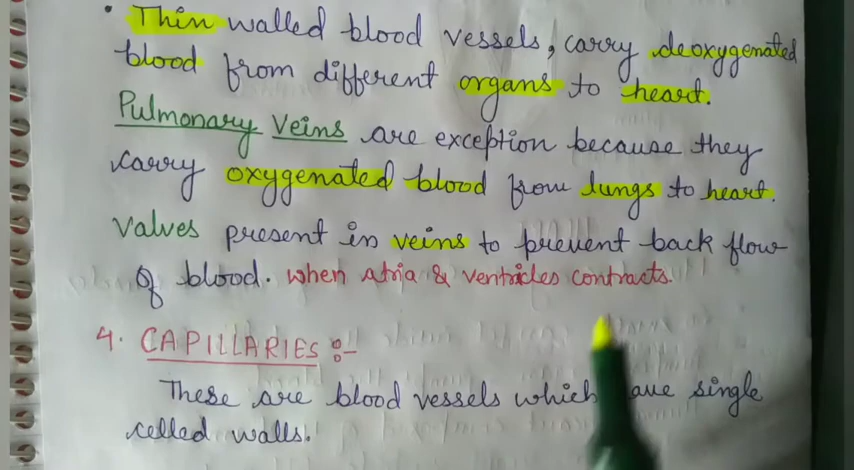 • Thin walled blood vessels, carry deoxygenated
blood from different organs to heart.
Pulmonary Veins are exception because they
carry oxygenated blood from lungs to heart.
Valves present in veins to prevent back flow
of blood. when atria & ventricles contracts.
4. CAPILLARIES :-
These are blood vessels which ave single
celled walls.